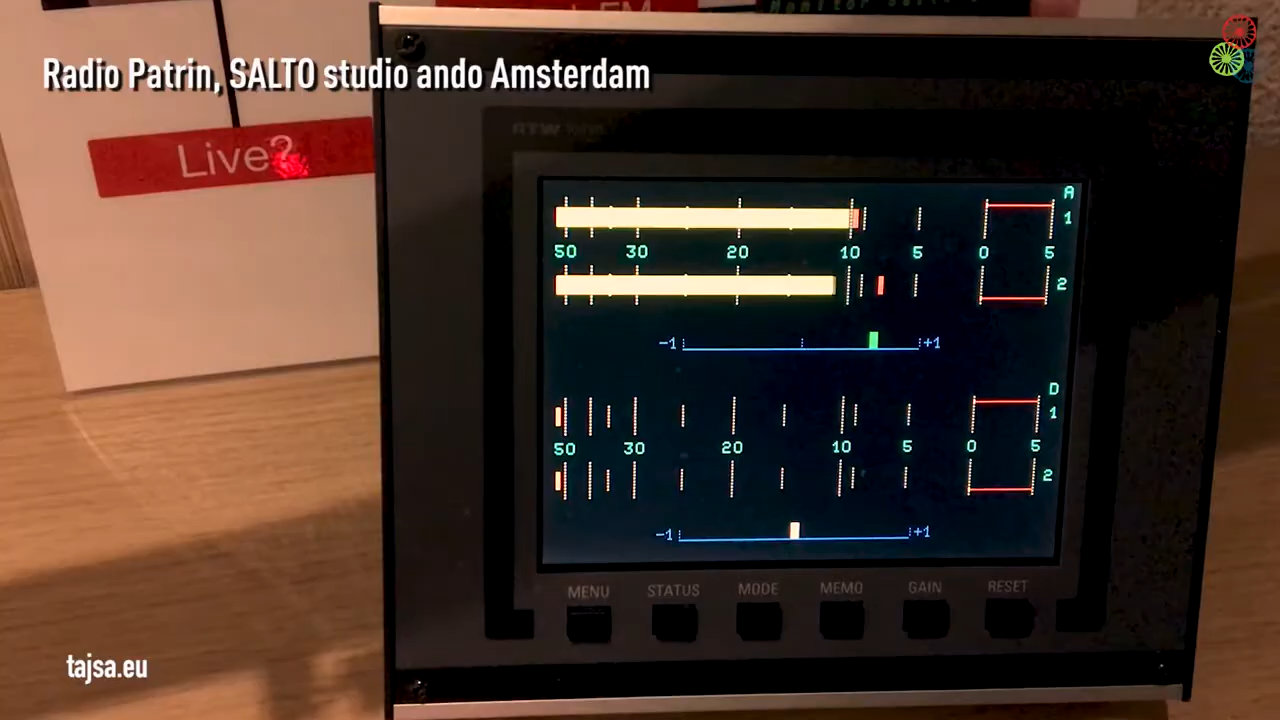 Radio Patrin, SALTO studio ando Amsterdam
Live?
RTW
A
1
50 30 20 10 5 0 5
2
-1 +1
D
1
50 30 20 10 5 0 5
2
-1 +1
MENU STATUS MODE MEMO GAIN RESET
tajsa.eu